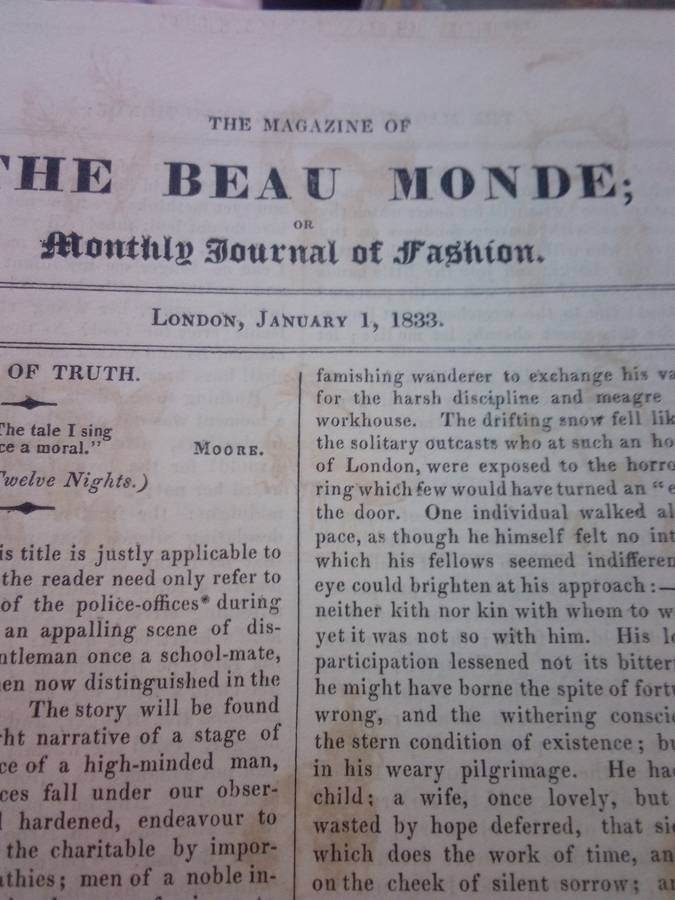 THE MAGAZINE OF
THE BEAU MONDE;
OR
Monthly Journal of Fashion.
LONDON, JANUARY 1, 1833.
OF TRUTH.
The tale I sing
ce a moral."
MOORE.
Twelve Nights.)
is title is justly applicable to
the reader need only refer to
of the police-offices* during
an appalling scene of dis-
ntleman once a school-mate,
en now distinguished in the
The story will be found
ht narrative of a stage of
ce of a high-minded man,
ces fall under our obser-
hardened, endeavour to
the charitable by impor-
athies; men of a noble in-
famishing wanderer to exchange his va
for the harsh discipline and meagre
workhouse. The drifting snow fell lik
the solitary outcasts who at such an ho
of London, were exposed to the horro
ring which few would have turned an "e
the door. One individual walked al
pace, as though he himself felt no int
which his fellows seemed indifferen
eye could brighten at his approach:—
neither kith nor kin with whom to w
yet it was not so with him. His l
participation lessened not its bitter
he might have borne the spite of fortu
wrong, and the withering consci
the stern condition of existence; b
in his weary pilgrimage. He ha
child; a wife, once lovely, but
wasted by hope deferred, that si
which does the work of time, an
on the cheek of silent sorrow; a